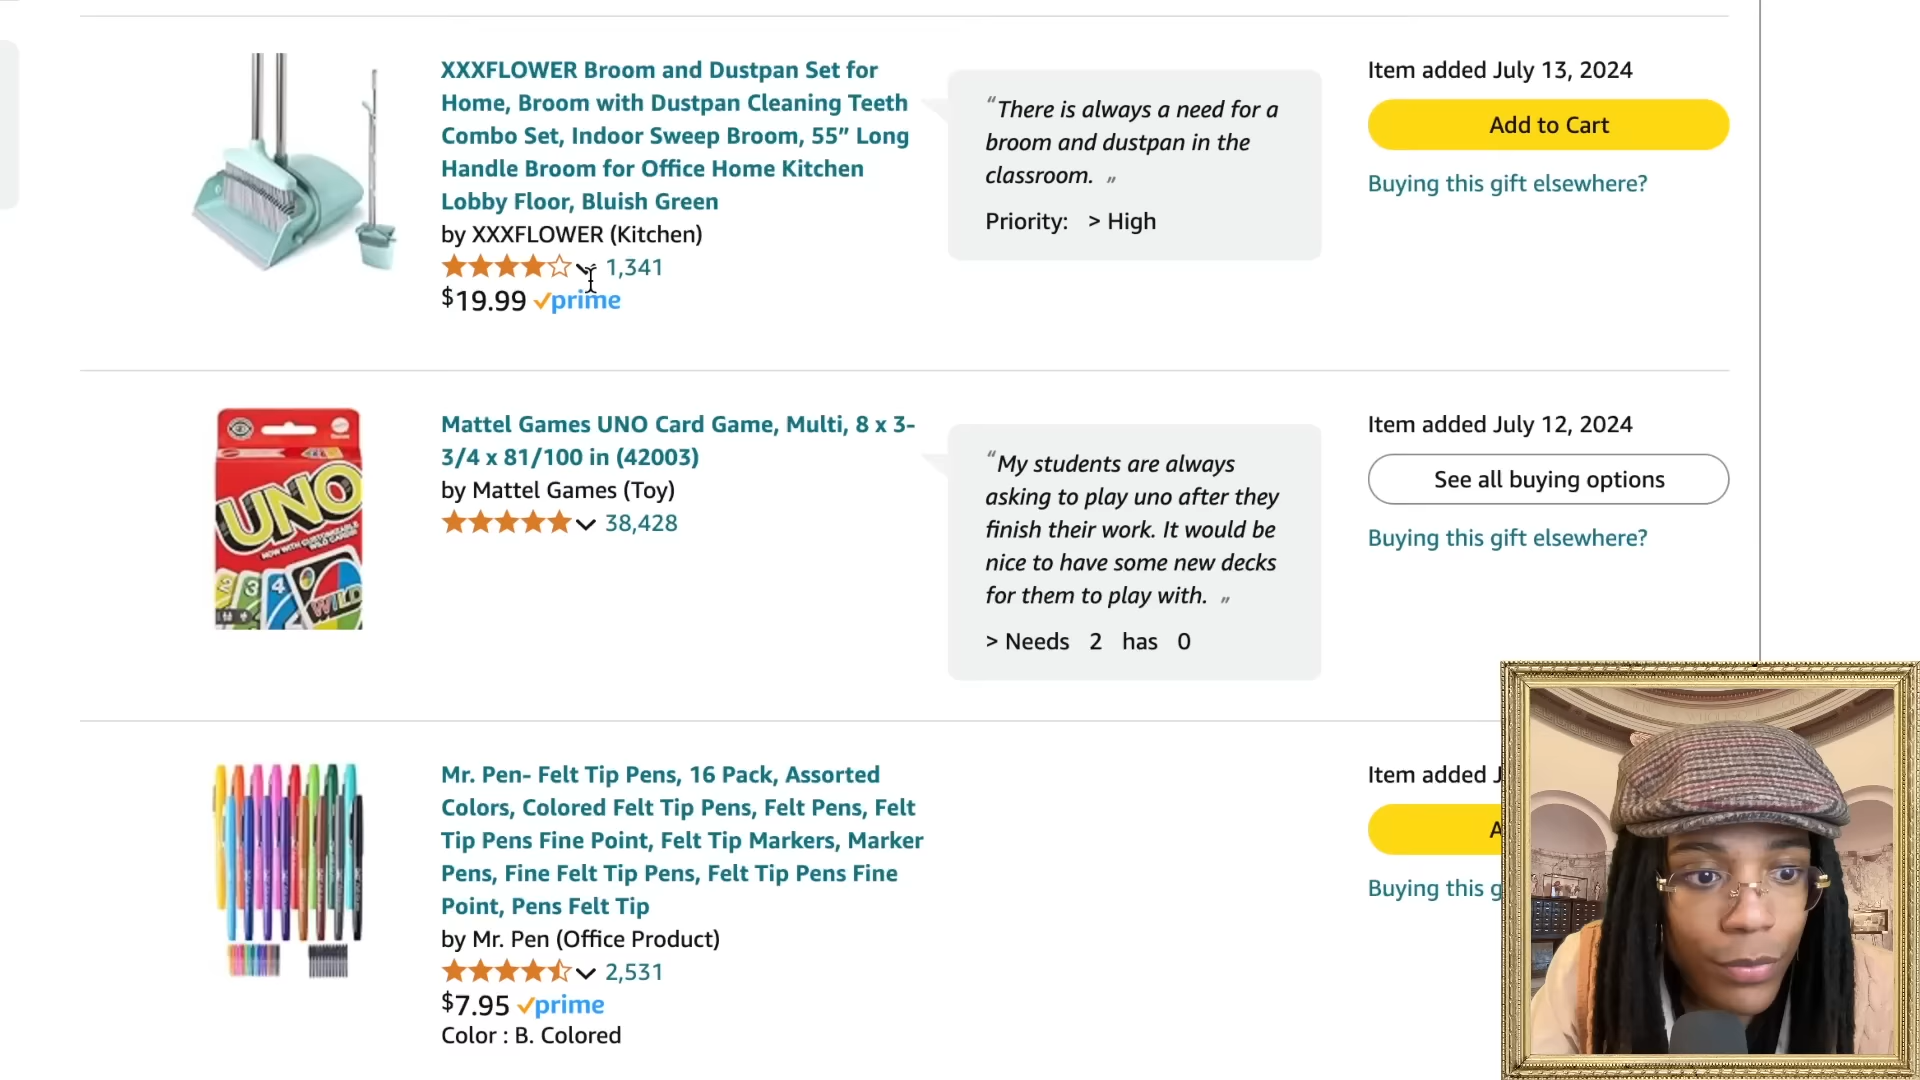 XXXFLOWER Broom and Dustpan Set for
Home, Broom with Dustpan Cleaning Teeth
Combo Set, Indoor Sweep Broom, 55” Long
Handle Broom for Office Home Kitchen
Lobby Floor, Bluish Green
by XXXFLOWER (Kitchen)
1,341
$19.99 prime
“There is always a need for a
broom and dustpan in the
classroom. ”
Priority: > High
Item added July 13, 2024
Add to Cart
Buying this gift elsewhere?
UNO
WILD
Mattel Games UNO Card Game, Multi, 8 x 3-
3/4 x 81/100 in (42003)
by Mattel Games (Toy)
38,428
“My students are always
asking to play uno after they
finish their work. It would be
nice to have some new decks
for them to play with. ”
> Needs 2 has 0
Item added July 12, 2024
See all buying options
Buying this gift elsewhere?
Mr. Pen- Felt Tip Pens, 16 Pack, Assorted
Colors, Colored Felt Tip Pens, Felt Pens, Felt
Tip Pens Fine Point, Felt Tip Markers, Marker
Pens, Fine Felt Tip Pens, Felt Tip Pens Fine
Point, Pens Felt Tip
by Mr. Pen (Office Product)
2,531
$7.95 prime
Color : B. Colored
Item added J
A
Buying this g